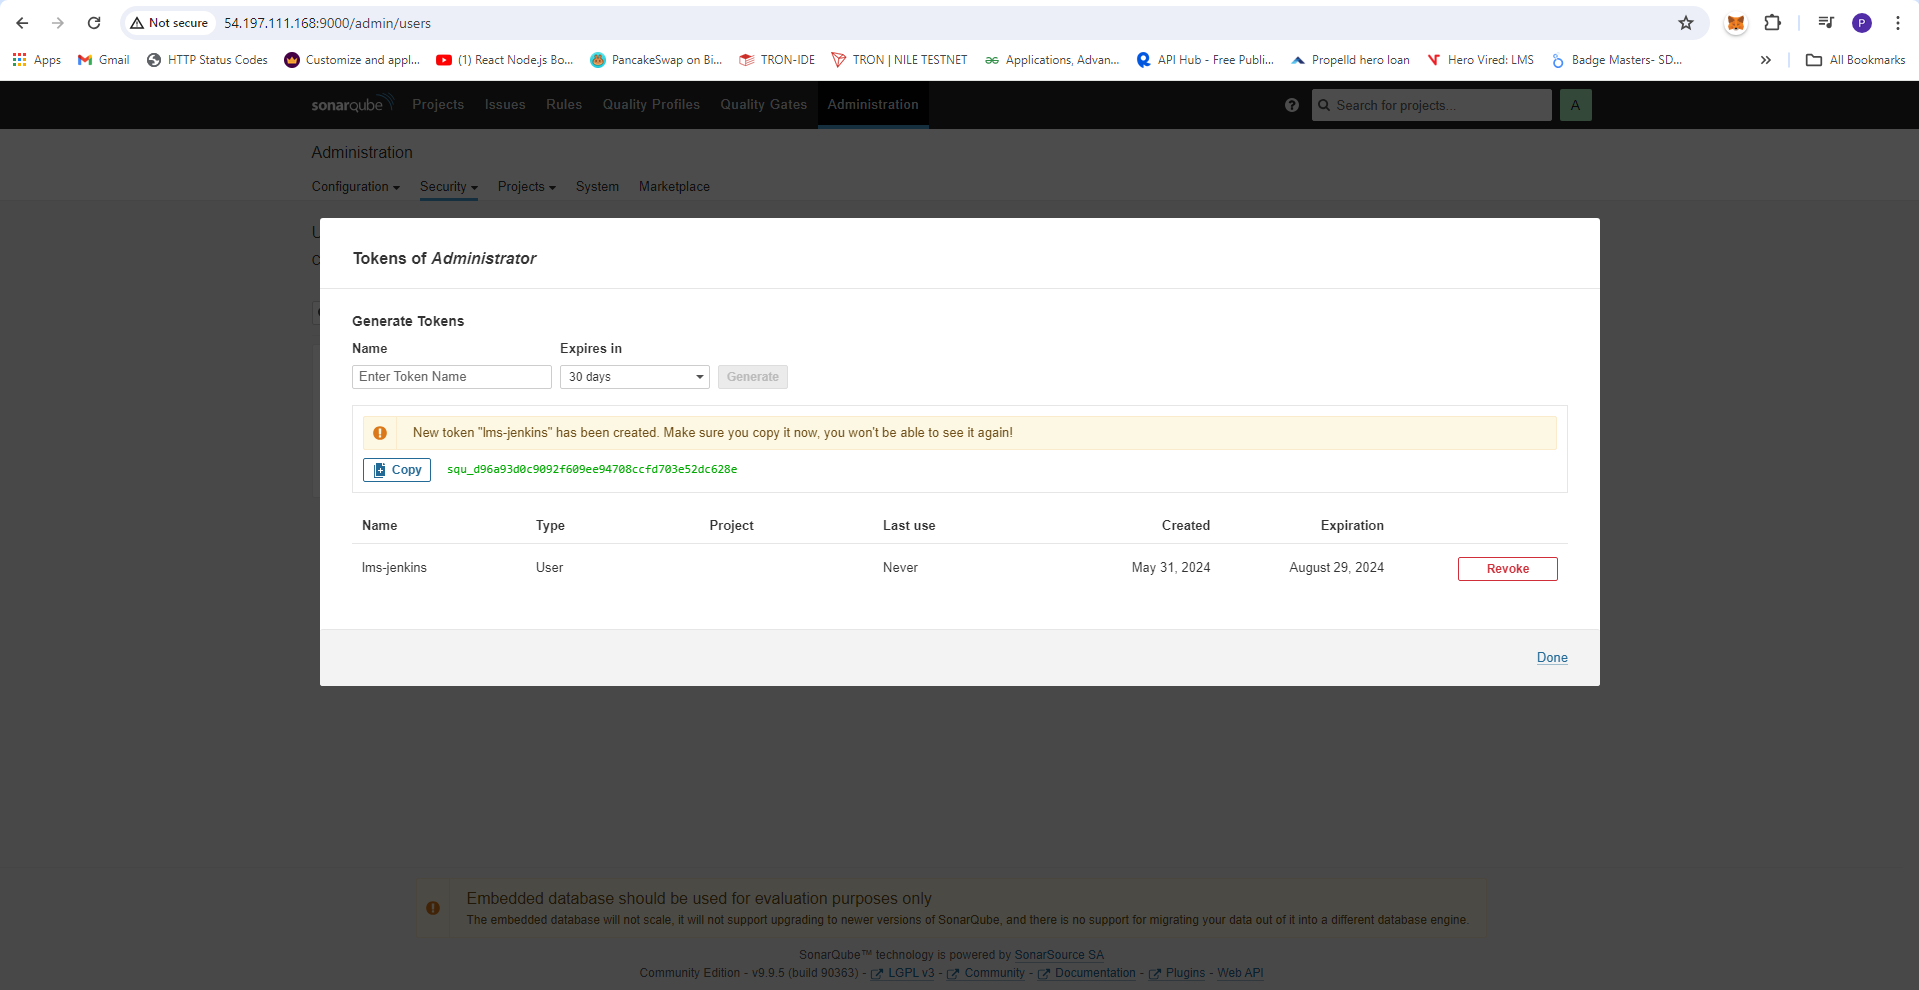 Not secure 54.197.111.168:9000/admin/users P
Apps Gmail HTTP Status Codes Customize and appl... (1) React Node.js Bo... PancakeSwap on Bi... TRON-IDE TRON | NILE TESTNET Applications, Advan... API Hub - Free Publi... Propelld hero loan Hero Vired: LMS Badge Masters- SD... » All Bookmarks
sonarqube Projects Issues Rules Quality Profiles Quality Gates Administration ? Search for projects... A
Administration
Configuration Security Projects System Marketplace
U
C
Tokens of Administrator
Generate Tokens
Name Expires in
Enter Token Name 30 days Generate
New token "lms-jenkins" has been created. Make sure you copy it now, you won't be able to see it again!
Copy squ_d96a93d0c9092f609ee94708ccfd703e52dc628e
Name Type Project Last use Created Expiration
lms-jenkins User Never May 31, 2024 August 29, 2024 Revoke
Done
Embedded database should be used for evaluation purposes only
The embedded database will not scale, it will not support upgrading to newer versions of SonarQube, and there is no support for migrating your data out of it into a different database engine.
SonarQube™ technology is powered by SonarSource SA
Community Edition - v9.9.5 (build 90363) - LGPL v3 - Community - Documentation - Plugins - Web API